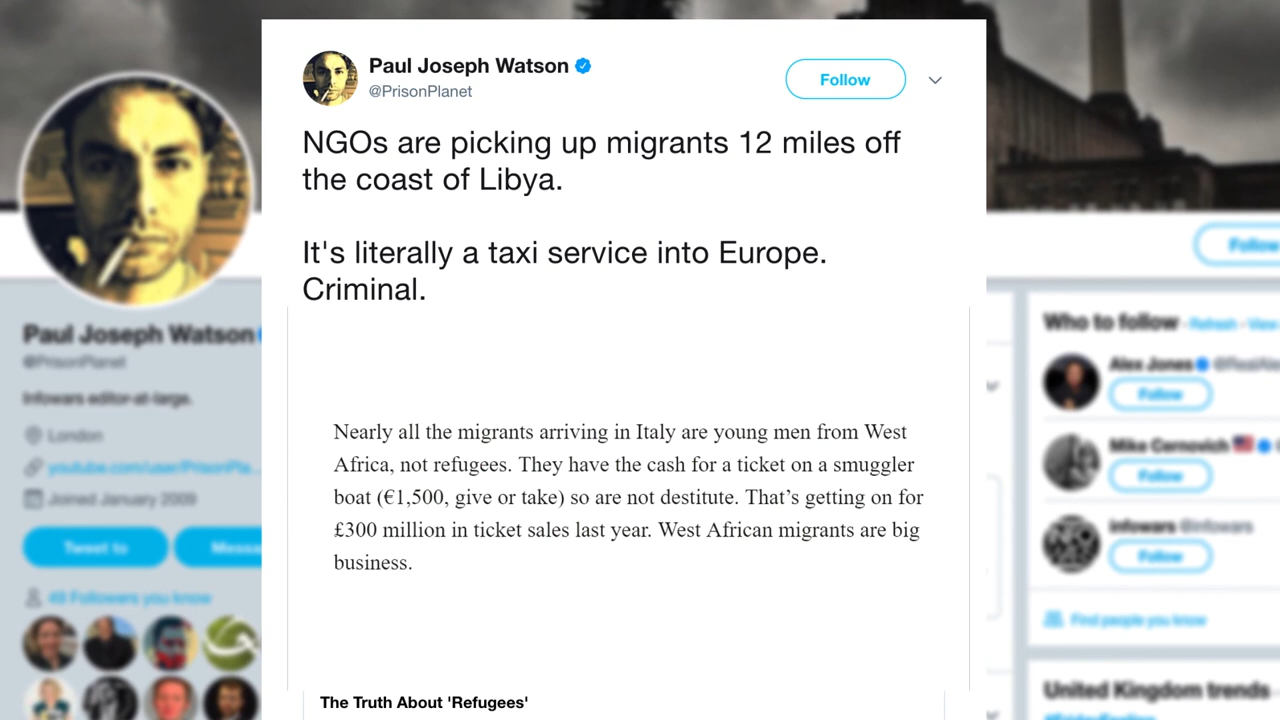 Paul Joseph Watson
@PrisonPlanet
Follow
NGOs are picking up migrants 12 miles off
the coast of Libya.
It's literally a taxi service into Europe.
Criminal.
Nearly all the migrants arriving in Italy are young men from West
Africa, not refugees. They have the cash for a ticket on a smuggler
boat (€1,500, give or take) so are not destitute. That’s getting on for
£300 million in ticket sales last year. West African migrants are big
business.
The Truth About 'Refugees'
Paul Joseph Watson
@PrisonPlanet
Infowars editor-at-large.
London
youtube.com/user/PrisonPla...
Joined January 2009
Tweet to
49 Followers you know
Follow
Who to follow · Refresh · View
Alex Jones
Follow
Mike Cernovich
Follow
infowars @infowars
Follow
Find people you know
United Kingdom trends